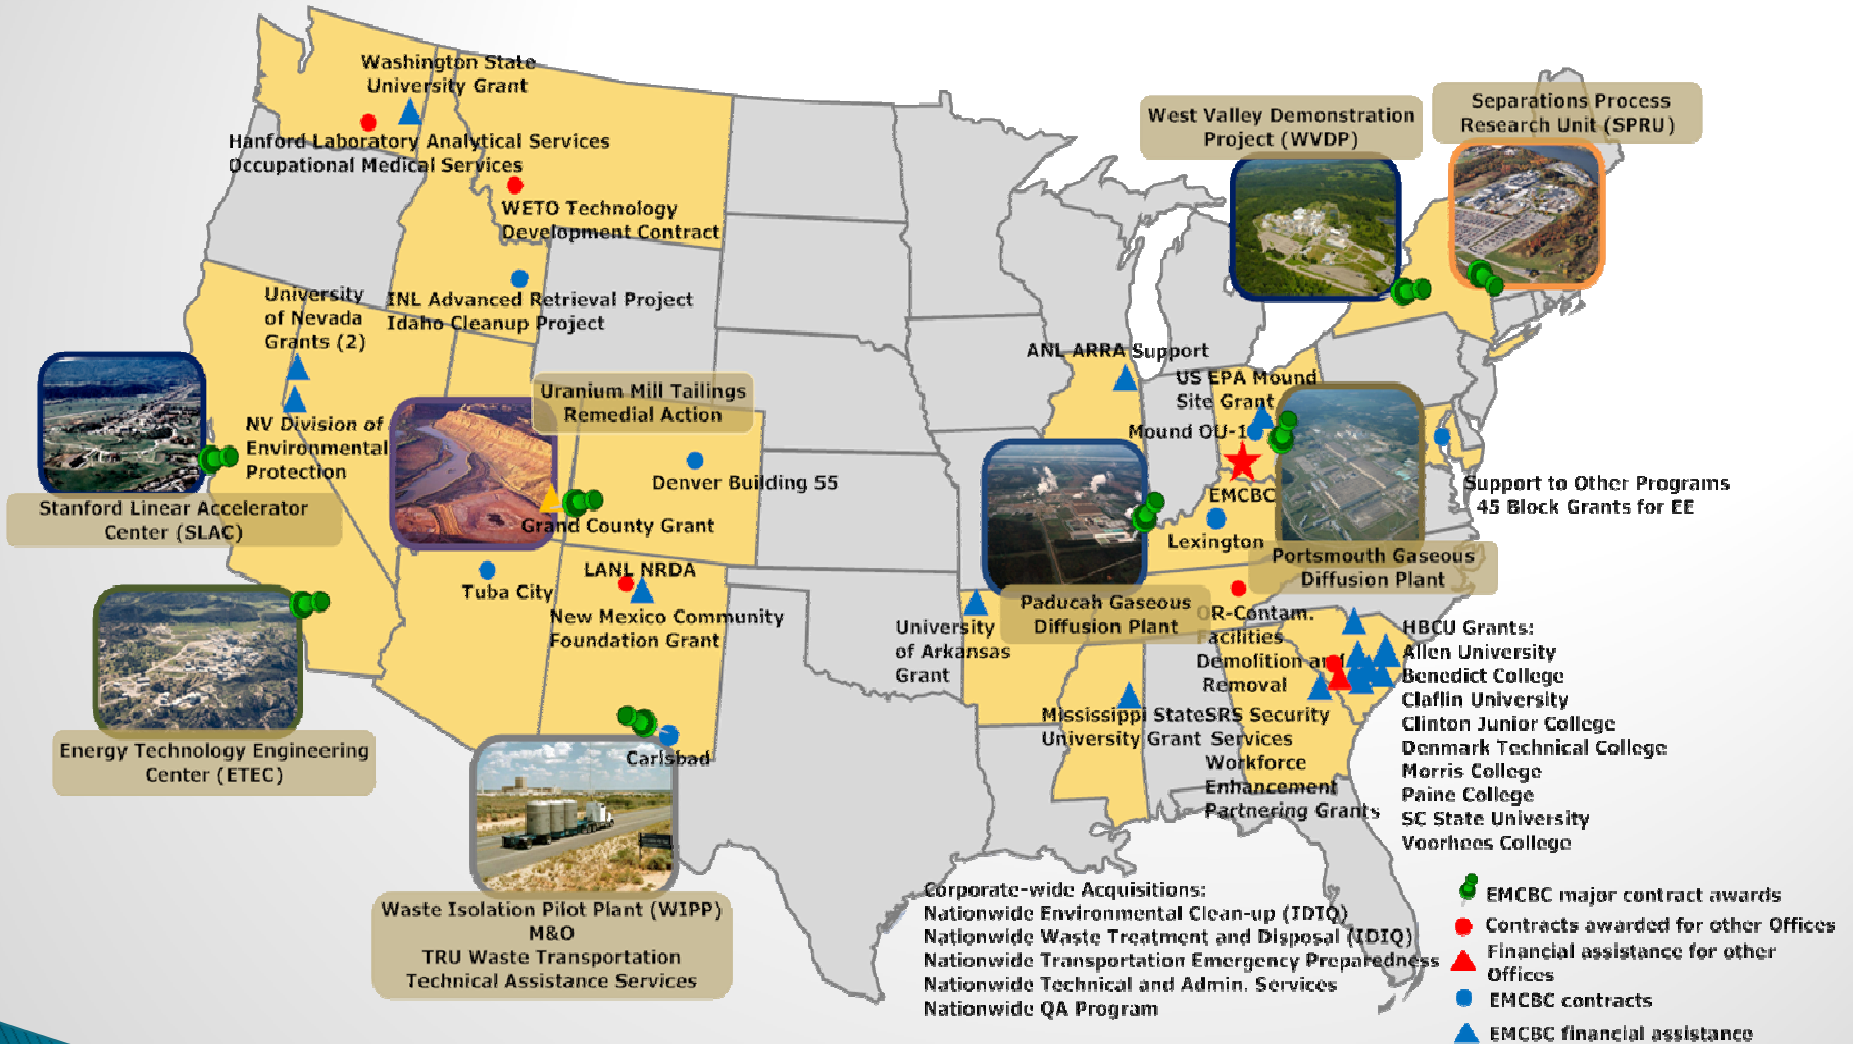 Washington State
University Grant
Hanford Laboratory Analytical Services
Occupational Medical Services
WETO Technology
Development Contract
INL Advanced Retrieval Project
Idaho Cleanup Project
University
of Nevada
Grants (2)
NV Division of
Environmental
Protection
Stanford Linear Accelerator
Center (SLAC)
Uranium Mill Tailings
Remedial Action
Denver Building 55
Grand County Grant
Tuba City
LANL NRDA
New Mexico Community
Foundation Grant
Energy Technology Engineering
Center (ETEC)
Carlsbad
Waste Isolation Pilot Plant (WIPP)
M&O
TRU Waste Transportation
Technical Assistance Services
West Valley Demonstration
Project (WVDP)
Separations Process
Research Unit (SPRU)
ANL ARRA Support
US EPA Mound
Site Grant
Mound OU-1
EMCBC
Lexington
Portsmouth Gaseous
Diffusion Plant
Paducah Gaseous
Diffusion Plant
Support to Other Programs
45 Block Grants for EE
University
of Arkansas
Grant
OR-Contam.
Facilities
Demolition and
Removal
Mississippi State
University Grant
SRS Security
Services
Workforce
Enhancement
Partnering Grants
HBCU Grants:
Allen University
Benedict College
Claflin University
Clinton Junior College
Denmark Technical College
Morris College
Paine College
SC State University
Voorhees College
Corporate-wide Acquisitions:
Nationwide Environmental Clean-up (IDIQ)
Nationwide Waste Treatment and Disposal (IDIQ)
Nationwide Transportation Emergency Preparedness
Nationwide Technical and Admin. Services
Nationwide QA Program
EMCBC major contract awards
Contracts awarded for other Offices
Financial assistance for other
Offices
EMCBC contracts
EMCBC financial assistance